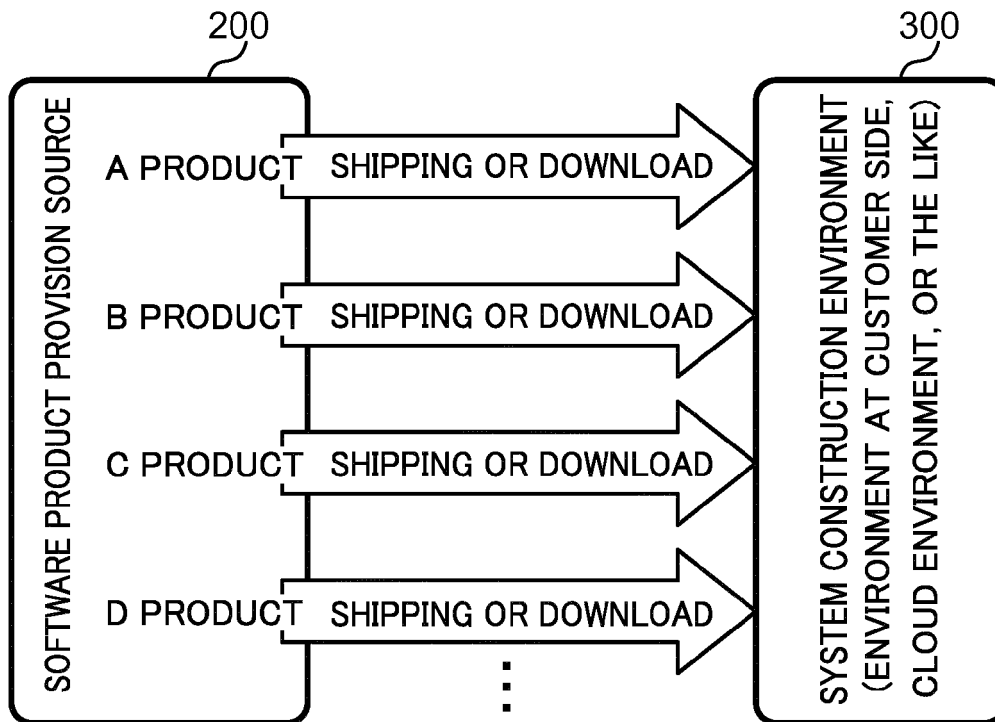 200
300
SOFTWARE PRODUCT PROVISION SOURCE
A PRODUCT SHIPPING OR DOWNLOAD
B PRODUCT SHIPPING OR DOWNLOAD
C PRODUCT SHIPPING OR DOWNLOAD
D PRODUCT SHIPPING OR DOWNLOAD
SYSTEM CONSTRUCTION ENVIRONMENT
(ENVIRONMENT AT CUSTOMER SIDE,
CLOUD ENVIRONMENT, OR THE LIKE)